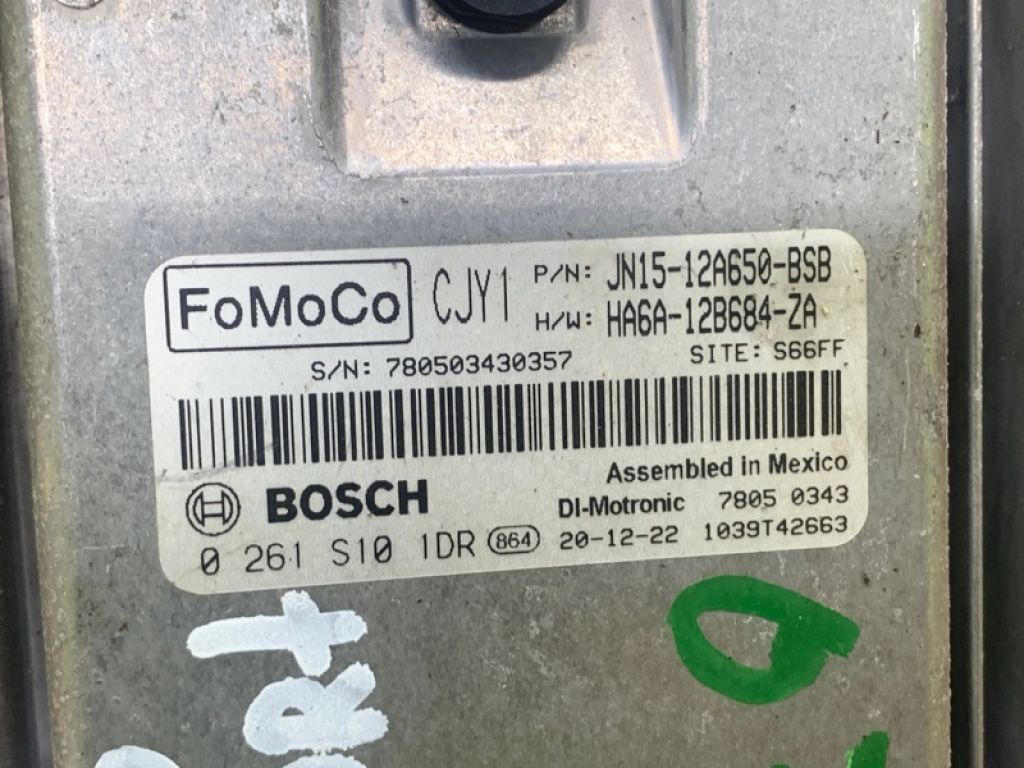 FoMoCo CJY1 P/N: JN15-12A650-BSB
H/W: HA6A-12B684-ZA
S/N: 780503430357 SITE: S66FF
Assembled in Mexico
BOSCH DI-Motronic 7805 0343
0 261 S10 1DR 864 20-12-22 1039T42663